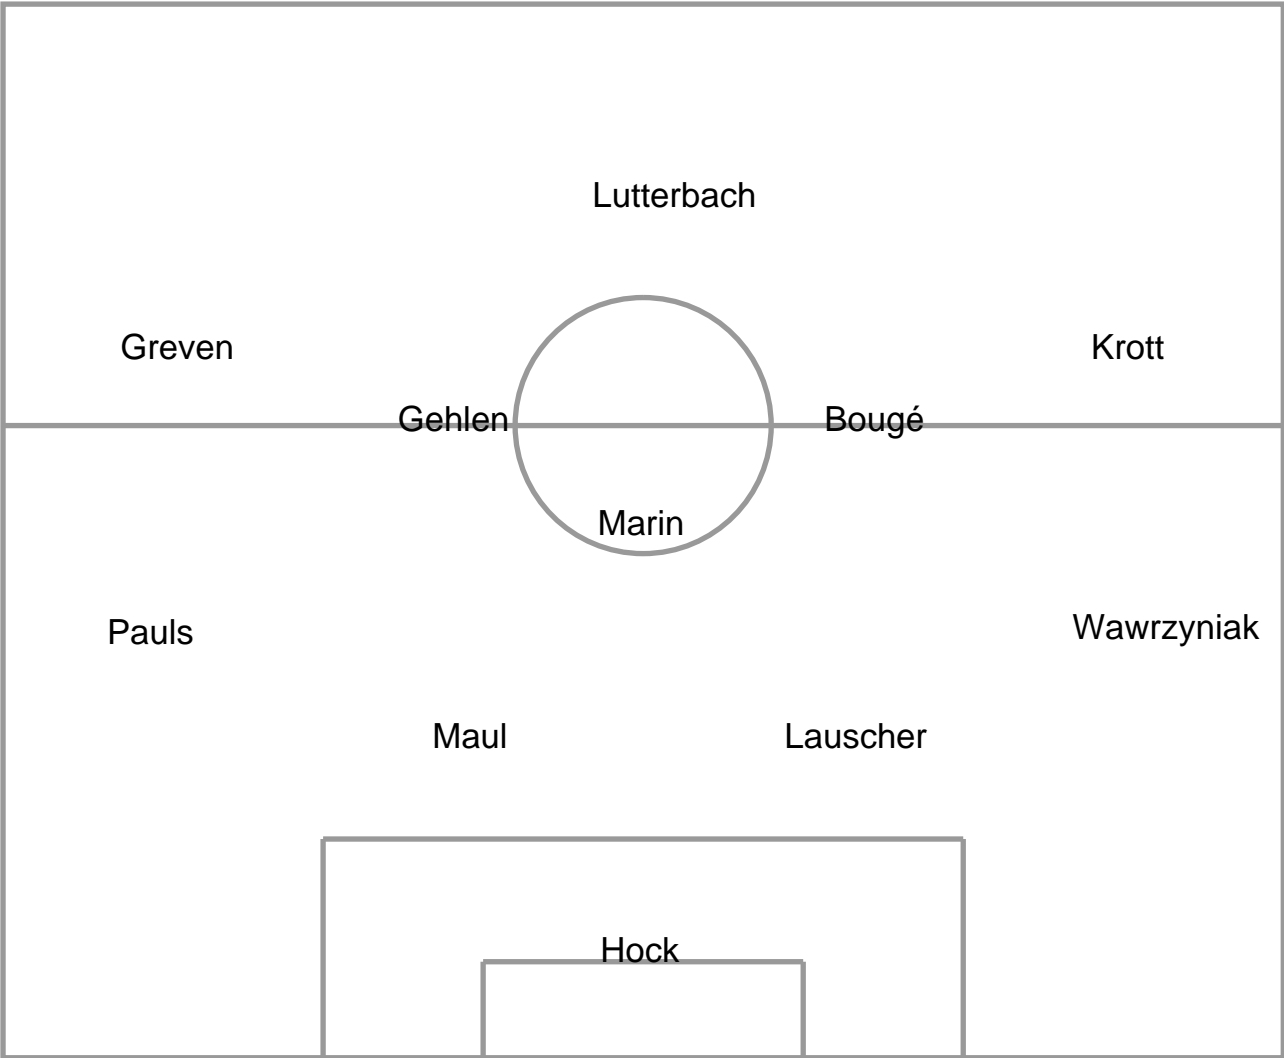 Lutterbach
Greven
Krott
Gehlen
Bougé
Marin
Pauls
Wawrzyniak
Maul
Lauscher
Hock